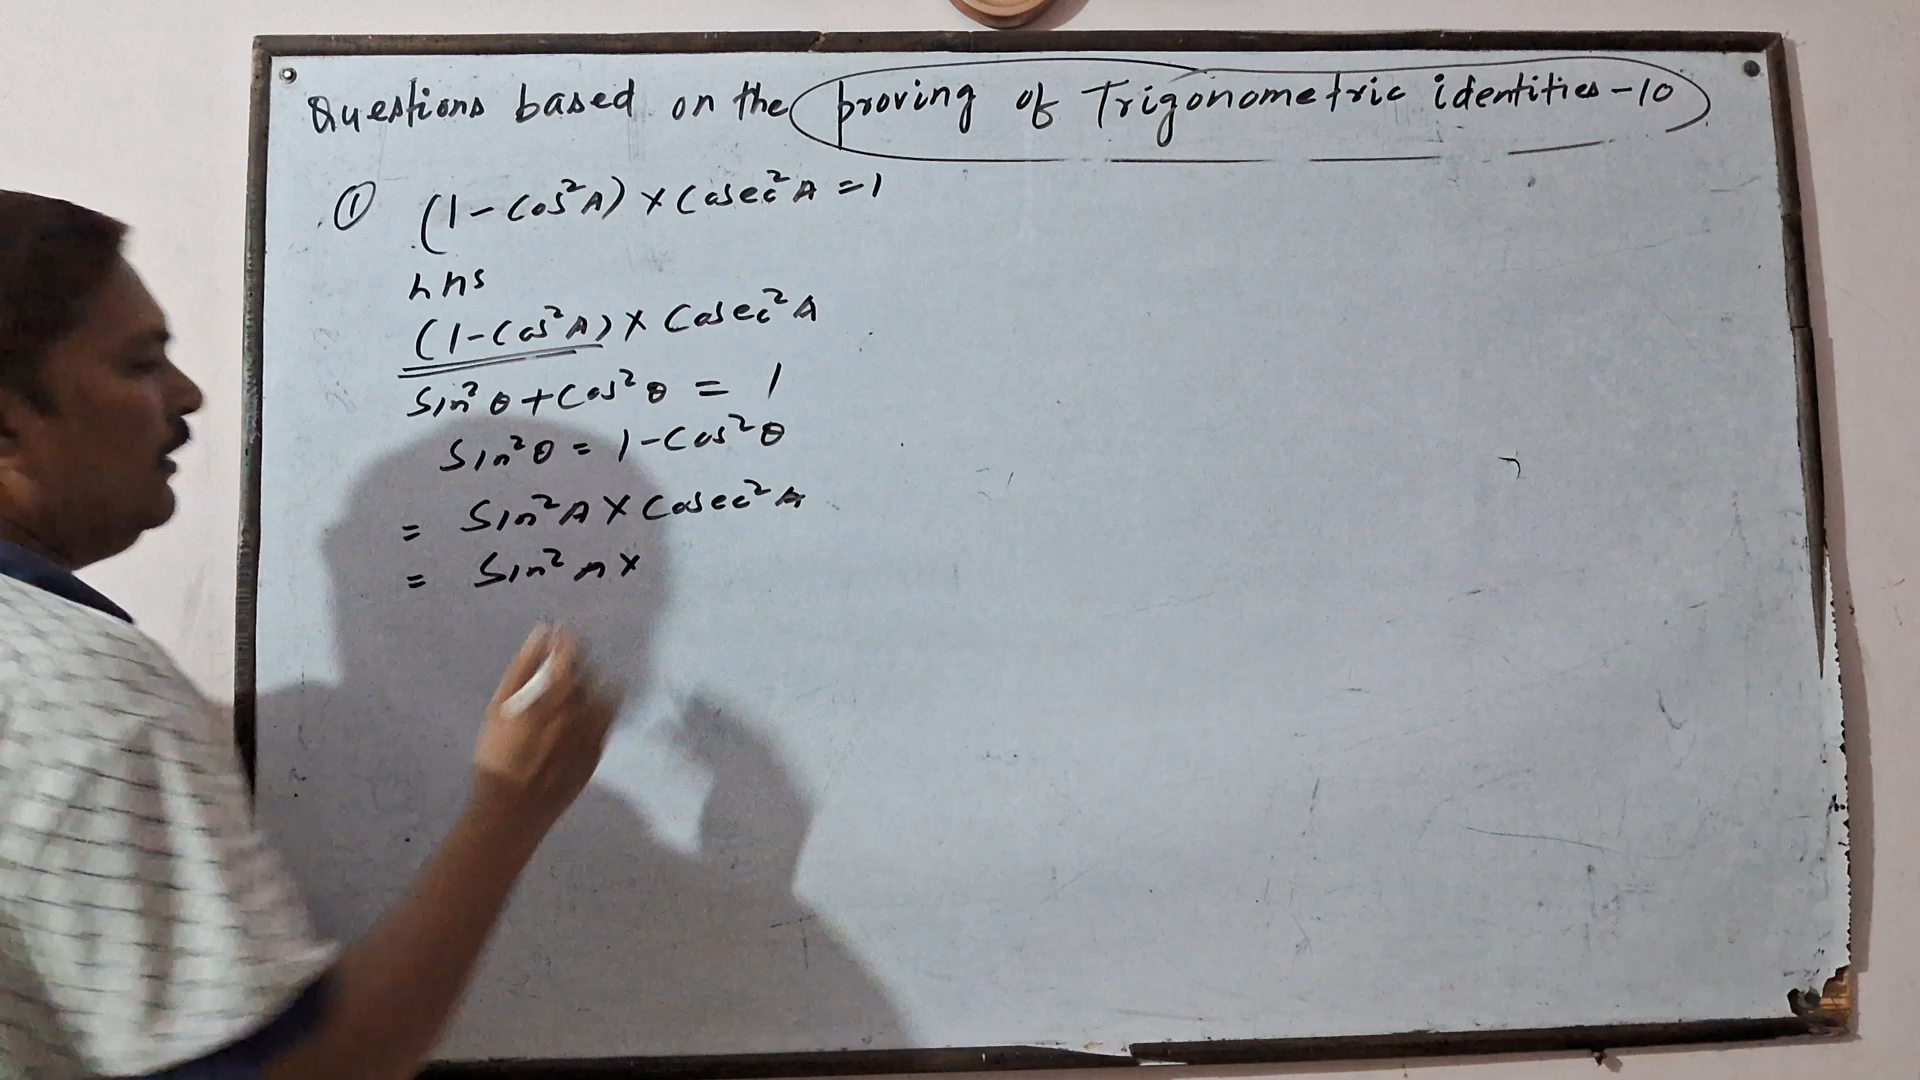 Questions based on the proving of Trigonometric identities - 10
① (1 - Cos²A) × Cosec²A = 1
LHS
(1 - Cos²A) × Cosec²A
Sin²θ + Cos²θ = 1
Sin²θ = 1 - Cos²θ
= Sin²A × Cosec²A
= Sin²A ×